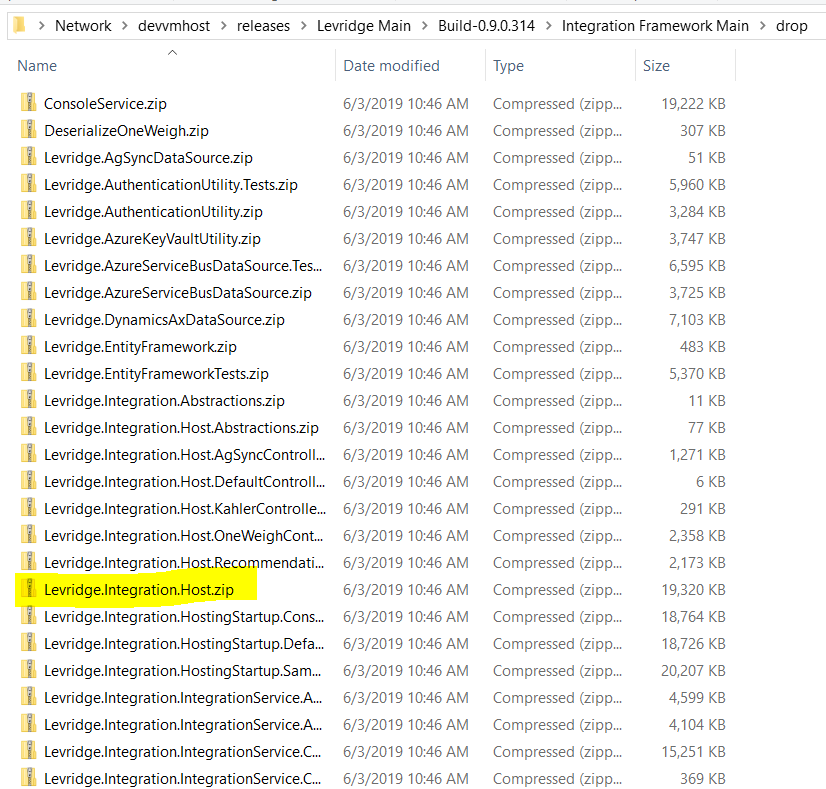 Network > devvmhost > releases > Levridge Main > Build-0.9.0.314 > Integration Framework Main > drop
Name Date modified Type Size
ConsoleService.zip 6/3/2019 10:46 AM Compressed (zipp... 19,222 KB
DeserializeOneWeigh.zip 6/3/2019 10:46 AM Compressed (zipp... 307 KB
Levridge.AgSyncDataSource.zip 6/3/2019 10:46 AM Compressed (zipp... 51 KB
Levridge.AuthenticationUtility.Tests.zip 6/3/2019 10:46 AM Compressed (zipp... 5,960 KB
Levridge.AuthenticationUtility.zip 6/3/2019 10:46 AM Compressed (zipp... 3,284 KB
Levridge.AzureKeyVaultUtility.zip 6/3/2019 10:46 AM Compressed (zipp... 3,747 KB
Levridge.AzureServiceBusDataSource.Tes... 6/3/2019 10:46 AM Compressed (zipp... 6,595 KB
Levridge.AzureServiceBusDataSource.zip 6/3/2019 10:46 AM Compressed (zipp... 3,725 KB
Levridge.DynamicsAxDataSource.zip 6/3/2019 10:46 AM Compressed (zipp... 7,103 KB
Levridge.EntityFramework.zip 6/3/2019 10:46 AM Compressed (zipp... 483 KB
Levridge.EntityFrameworkTests.zip 6/3/2019 10:46 AM Compressed (zipp... 5,370 KB
Levridge.Integration.Abstractions.zip 6/3/2019 10:46 AM Compressed (zipp... 11 KB
Levridge.Integration.Host.Abstractions.zip 6/3/2019 10:46 AM Compressed (zipp... 77 KB
Levridge.Integration.Host.AgSyncControll... 6/3/2019 10:46 AM Compressed (zipp... 1,271 KB
Levridge.Integration.Host.DefaultControll... 6/3/2019 10:46 AM Compressed (zipp... 6 KB
Levridge.Integration.Host.KahlerControlle... 6/3/2019 10:46 AM Compressed (zipp... 291 KB
Levridge.Integration.Host.OneWeighCont... 6/3/2019 10:46 AM Compressed (zipp... 2,358 KB
Levridge.Integration.Host.Recommendati... 6/3/2019 10:46 AM Compressed (zipp... 2,173 KB
Levridge.Integration.Host.zip 6/3/2019 10:46 AM Compressed (zipp... 19,320 KB
Levridge.Integration.HostingStartup.Cons... 6/3/2019 10:46 AM Compressed (zipp... 18,764 KB
Levridge.Integration.HostingStartup.Defa... 6/3/2019 10:46 AM Compressed (zipp... 18,726 KB
Levridge.Integration.HostingStartup.Sam... 6/3/2019 10:46 AM Compressed (zipp... 20,207 KB
Levridge.Integration.IntegrationService.A... 6/3/2019 10:46 AM Compressed (zipp... 4,599 KB
Levridge.Integration.IntegrationService.A... 6/3/2019 10:46 AM Compressed (zipp... 4,104 KB
Levridge.Integration.IntegrationService.C... 6/3/2019 10:46 AM Compressed (zipp... 15,251 KB
Levridge.Integration.IntegrationService.C... 6/3/2019 10:46 AM Compressed (zipp... 369 KB